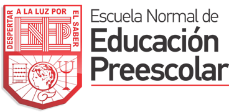 DESPERTAR A LA LUZ POR EL SABER
ENEP
Escuela Normal de
Educación
Preescolar